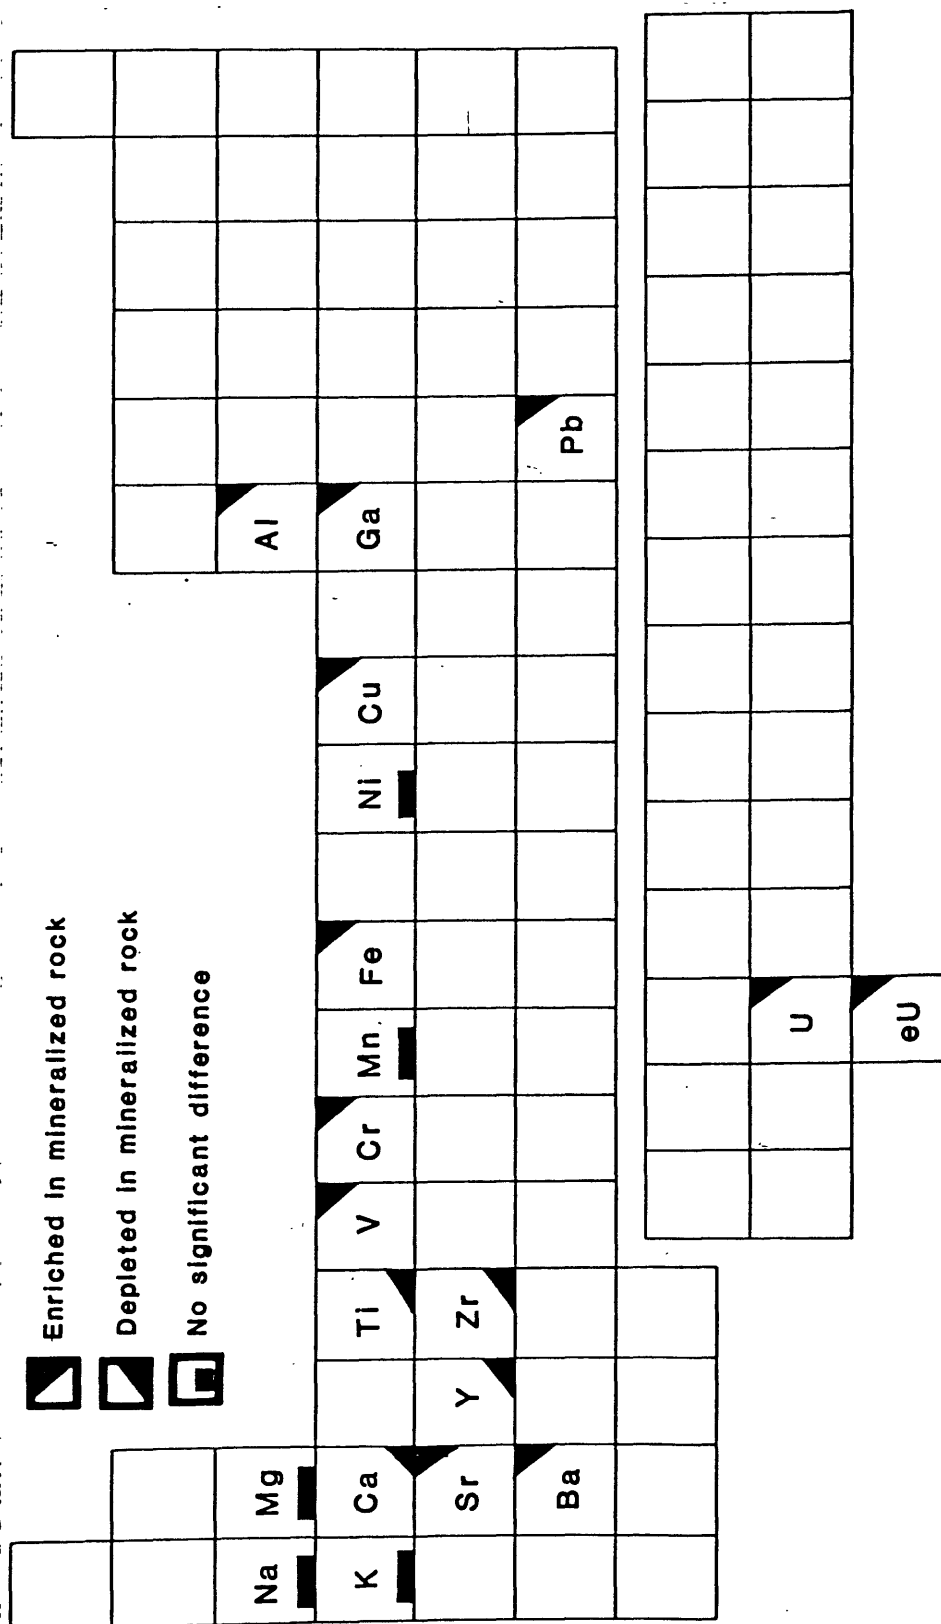 Enriched in mineralized rock
Depleted in mineralized rock
No significant difference
Na Mg Al
K Ca Ti V Cr Mn. Fe Ni Cu Ga
Sr Y Zr
Ba Pb
U
eU